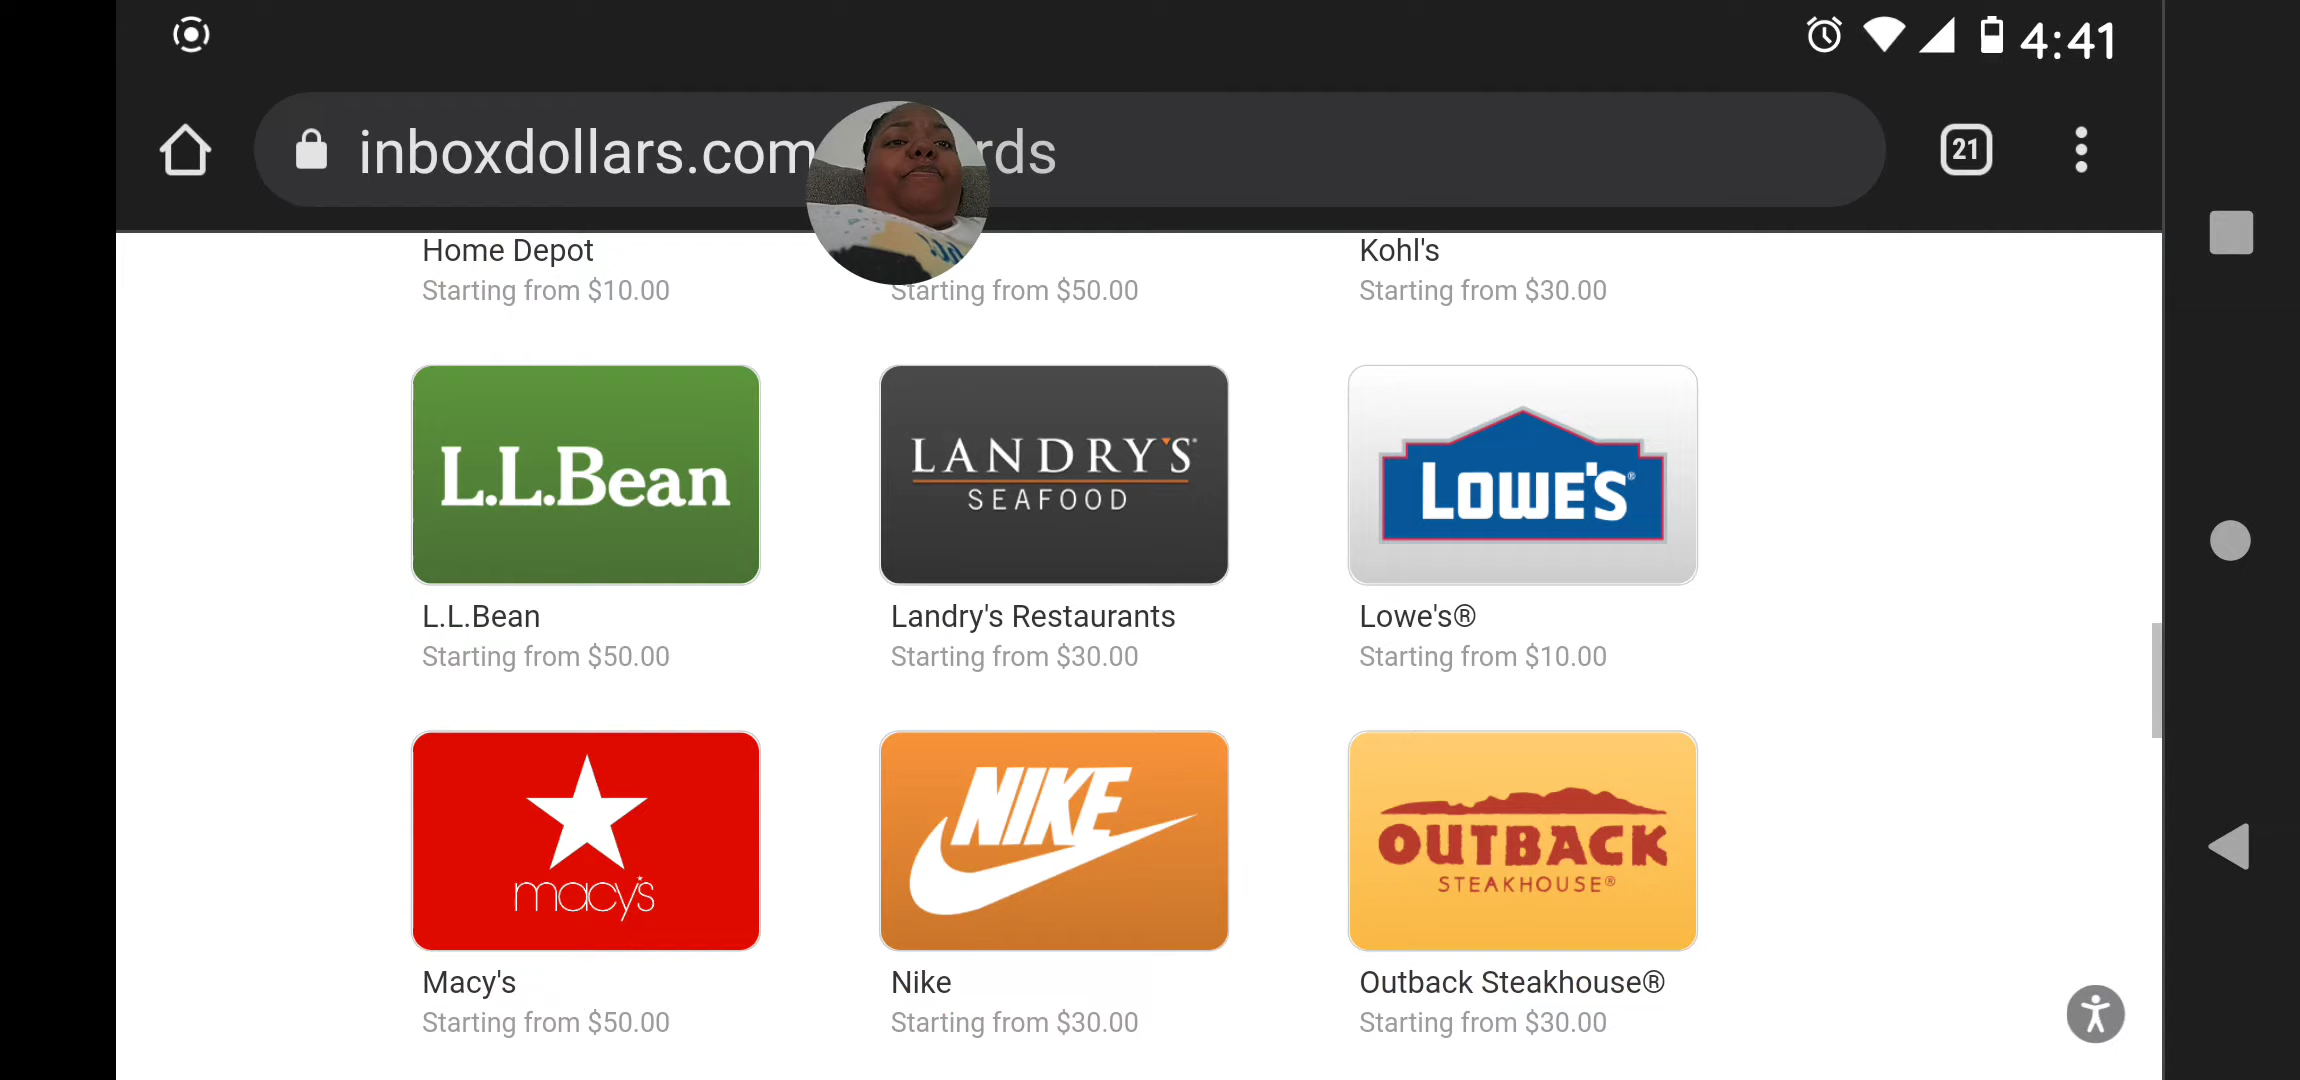 4:41
inboxdollars.com
rds
21
Home Depot
Kohl's
Starting from $10.00
Starting from $50.00
Starting from $30.00
L.L.Bean
LANDRY'S
SEAFOOD
LOWE'S®
L.L.Bean
Landry's Restaurants
Lowe's®
Starting from $50.00
Starting from $30.00
Starting from $10.00
macy's
NIKE
OUTBACK
STEAKHOUSE®
Macy's
Nike
Outback Steakhouse®
Starting from $50.00
Starting from $30.00
Starting from $30.00